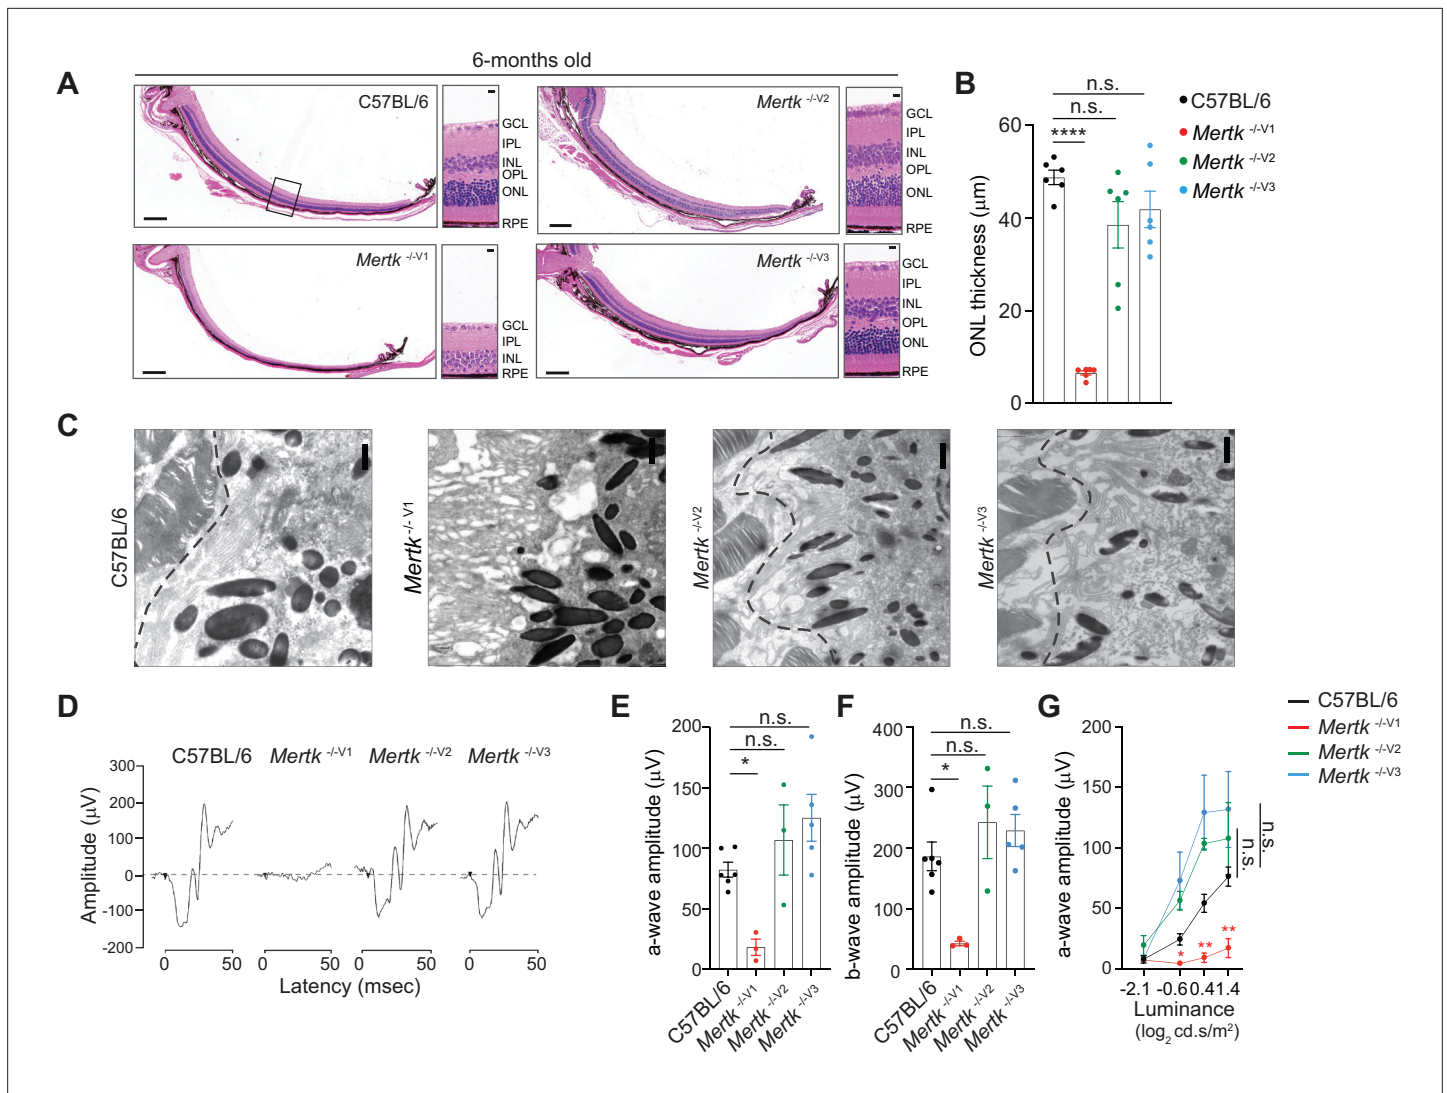 6-months old
A
C57BL/6
GCL
IPL
INL
OPL
ONL
RPE
Mertk -/-V2
GCL
IPL
INL
OPL
ONL
RPE
Mertk -/-V1
GCL
IPL
INL
RPE
Mertk -/-V3
GCL
IPL
INL
OPL
ONL
RPE
B
n.s.
n.s.
****
60
40
20
0
ONL thickness (μm)
C57BL/6
Mertk -/-V1
Mertk -/-V2
Mertk -/-V3
C
C57BL/6
Mertk -/- V1
Mertk -/-V2
Mertk -/-V3
D
C57BL/6 Mertk -/-V1 Mertk -/-V2 Mertk -/-V3
300
200
100
0
-100
-200
Amplitude (μV)
0 50 0 50 0 50 0 50
Latency (msec)
E
n.s.
n.s.
*
200
150
100
50
0
a-wave amplitude (μV)
C57BL/6
Mertk -/-V1
Mertk -/-V2
Mertk -/-V3
F
n.s.
n.s.
*
400
300
200
100
0
b-wave amplitude (μV)
C57BL/6
Mertk -/-V1
Mertk -/-V2
Mertk -/-V3
G
200
150
100
50
0
a-wave amplitude (μV)
n.s.
n.s.
* ** **
-2.1 -0.6 0.4 1.4
Luminance
(log2 cd.s/m²)
C57BL/6
Mertk -/-V1
Mertk -/-V2
Mertk -/-V3